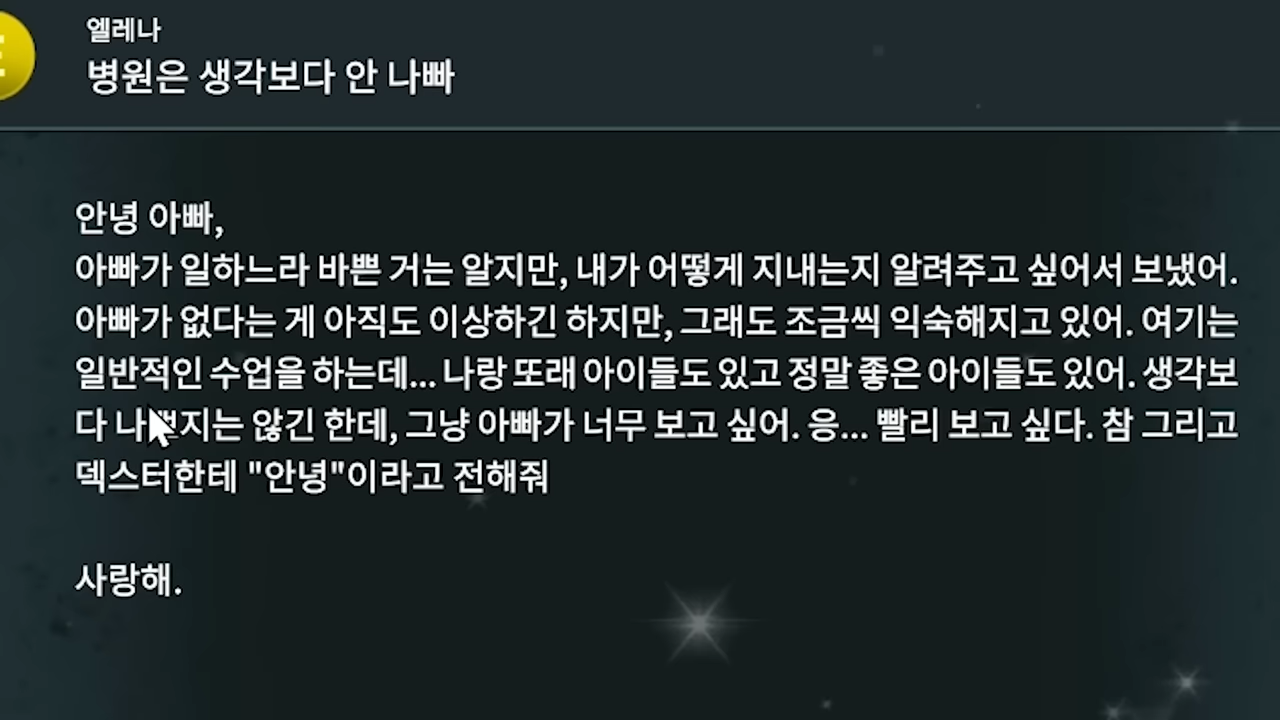 엘레나
병원은 생각보다 안 나빠
안녕 아빠,
아빠가 일하느라 바쁜 거는 알지만, 내가 어떻게 지내는지 알려주고 싶어서 보냈어.
아빠가 없다는 게 아직도 이상하긴 하지만, 그래도 조금씩 익숙해지고 있어. 여기는
일반적인 수업을 하는데... 나랑 또래 아이들도 있고 정말 좋은 아이들도 있어. 생각보
다 나쁘지는 않긴 한데, 그냥 아빠가 너무 보고 싶어. 응... 빨리 보고 싶다. 참 그리고
덱스터한테 "안녕"이라고 전해줘
사랑해.